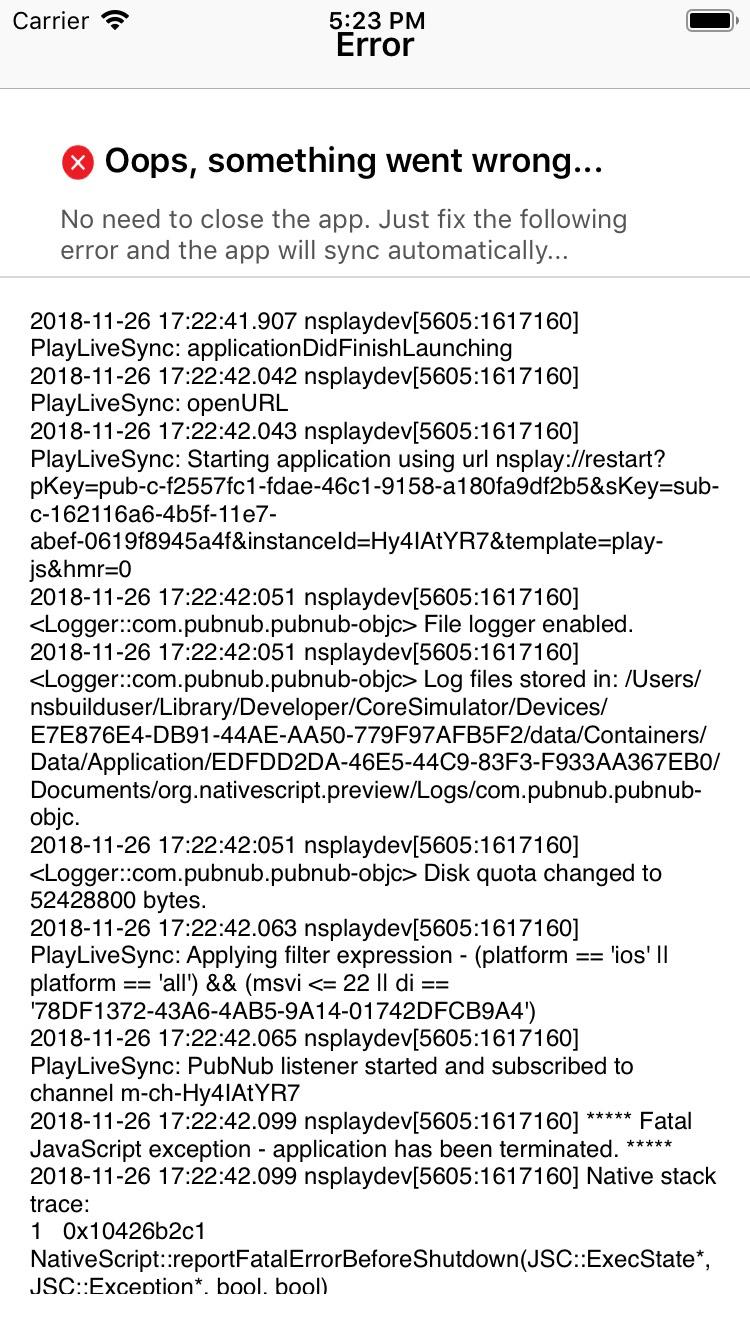 Carrier 5:23 PM
Error
Oops, something went wrong...
No need to close the app. Just fix the following
error and the app will sync automatically...
2018-11-26 17:22:41.907 nsplaydev[5605:1617160]
PlayLiveSync: applicationDidFinishLaunching
2018-11-26 17:22:42.042 nsplaydev[5605:1617160]
PlayLiveSync: openURL
2018-11-26 17:22:42.043 nsplaydev[5605:1617160]
PlayLiveSync: Starting application using url nsplay://restart?
pKey=pub-c-f2557fc1-fdae-46c1-9158-a180fa9df2b5&sKey=sub-
c-162116a6-4b5f-11e7-
abef-0619f8945a4f&instanceId=Hy4IAtYR7&template=play-
js&hmr=0
2018-11-26 17:22:42:051 nsplaydev[5605:1617160]
<Logger::com.pubnub.pubnub-objc> File logger enabled.
2018-11-26 17:22:42:051 nsplaydev[5605:1617160]
<Logger::com.pubnub.pubnub-objc> Log files stored in: /Users/
nsbuilduser/Library/Developer/CoreSimulator/Devices/
E7E876E4-DB91-44AE-AA50-779F97AFB5F2/data/Containers/
Data/Application/EDFDD2DA-46E5-44C9-83F3-F933AA367EB0/
Documents/org.nativescript.preview/Logs/com.pubnub.pubnub-
objc.
2018-11-26 17:22:42:051 nsplaydev[5605:1617160]
<Logger::com.pubnub.pubnub-objc> Disk quota changed to
52428800 bytes.
2018-11-26 17:22:42.063 nsplaydev[5605:1617160]
PlayLiveSync: Applying filter expression - (platform == 'ios' ||
platform == 'all') && (msvi <= 22 || di ==
'78DF1372-43A6-4AB5-9A14-01742DFCB9A4')
2018-11-26 17:22:42.065 nsplaydev[5605:1617160]
PlayLiveSync: PubNub listener started and subscribed to
channel m-ch-Hy4IAtYR7
2018-11-26 17:22:42.099 nsplaydev[5605:1617160] ***** Fatal
JavaScript exception - application has been terminated. *****
2018-11-26 17:22:42.099 nsplaydev[5605:1617160] Native stack
trace:
1 0x10426b2c1
NativeScript::reportFatalErrorBeforeShutdown(JSC::ExecState*,
JSC::Exception*, bool, bool)